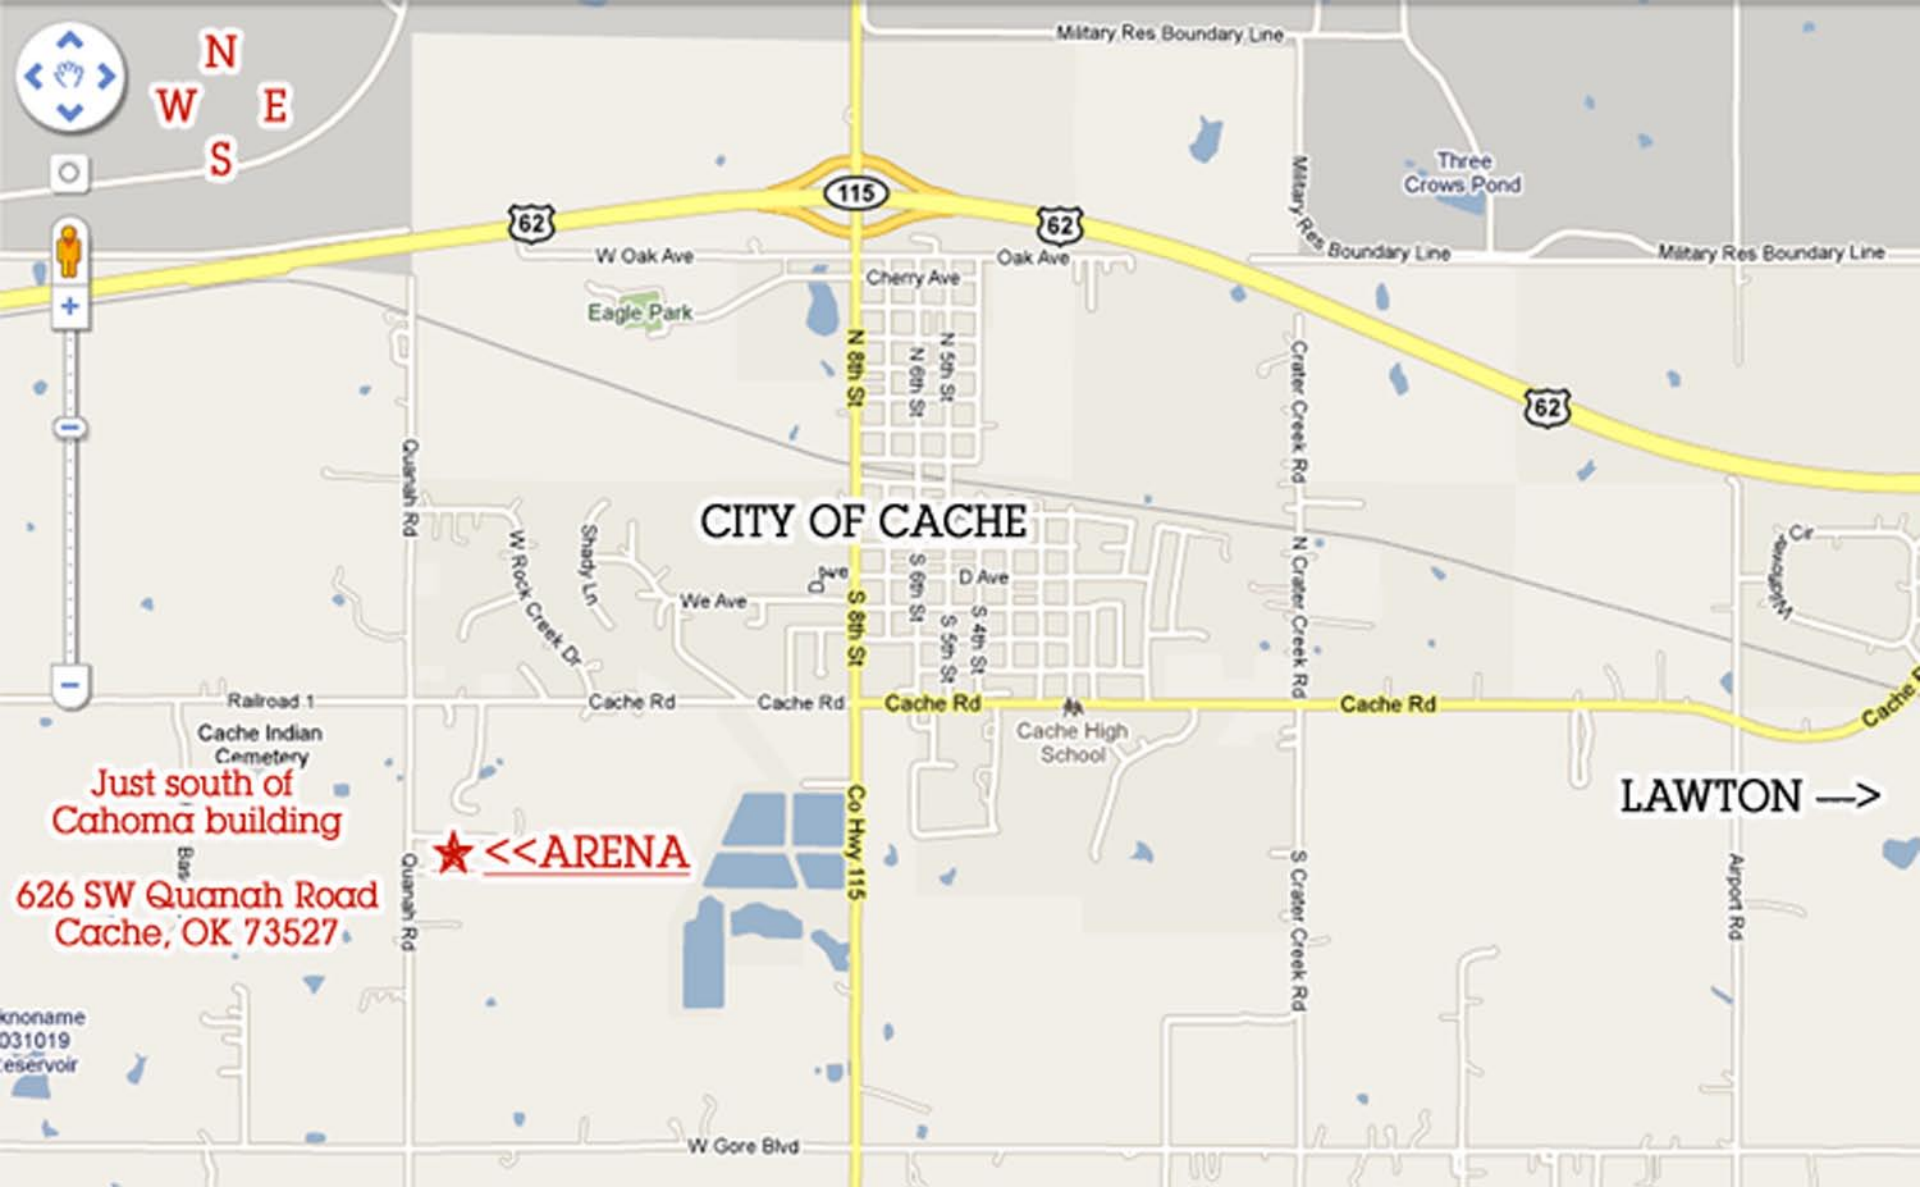 N
W E
S
Military Res Boundary Line
Three
Crows Pond
115
62
62
Military Res Boundary Line
Military Res Boundary Line
W Oak Ave
Oak Ave
Cherry Ave
Eagle Park
N 8th St
N 6th St
N 5th St
Crater Creek Rd
62
Quanah Rd
CITY OF CACHE
W Rock Creek Dr
Shady Ln
D Ave
We Ave
S 8th St
S 6th St
D Ave
S 5th St
S 4th St
N Crater Creek Rd
Cir
Railroad 1
Cache Rd
Cache Rd
Cache Rd
Cache Rd
Cache Indian
Cemetery
Cache High
School
Just south of
Cahoma building
LAWTON —>
<<ARENA
Co Hwy 115
Quanah Rd
S Crater Creek Rd
Airport Rd
626 SW Quanah Road
Cache, OK 73527
knoname
031019
eservoir
W Gore Blvd